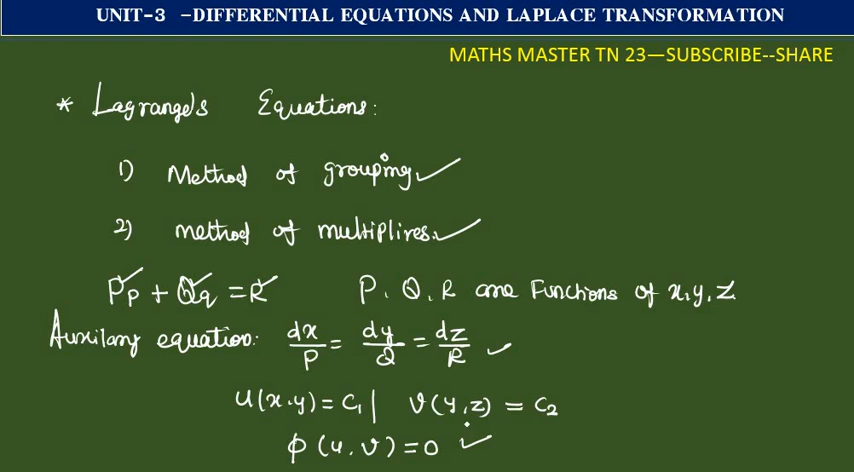 UNIT-3 –DIFFERENTIAL EQUATIONS AND LAPLACE TRANSFORMATION
MATHS MASTER TN 23—SUBSCRIBE--SHARE
* Lagrange's Equations:
1) Method of grouping ✓
2) method of multiplires. ✓
Pp + Qq = R P, Q, R are Functions of x, y, z
Auxilary equation: dx/P = dy/Q = dz/R ✓
u(x,y) = C₁ | v(y,z) = C₂
ϕ(u,v) = 0 ✓